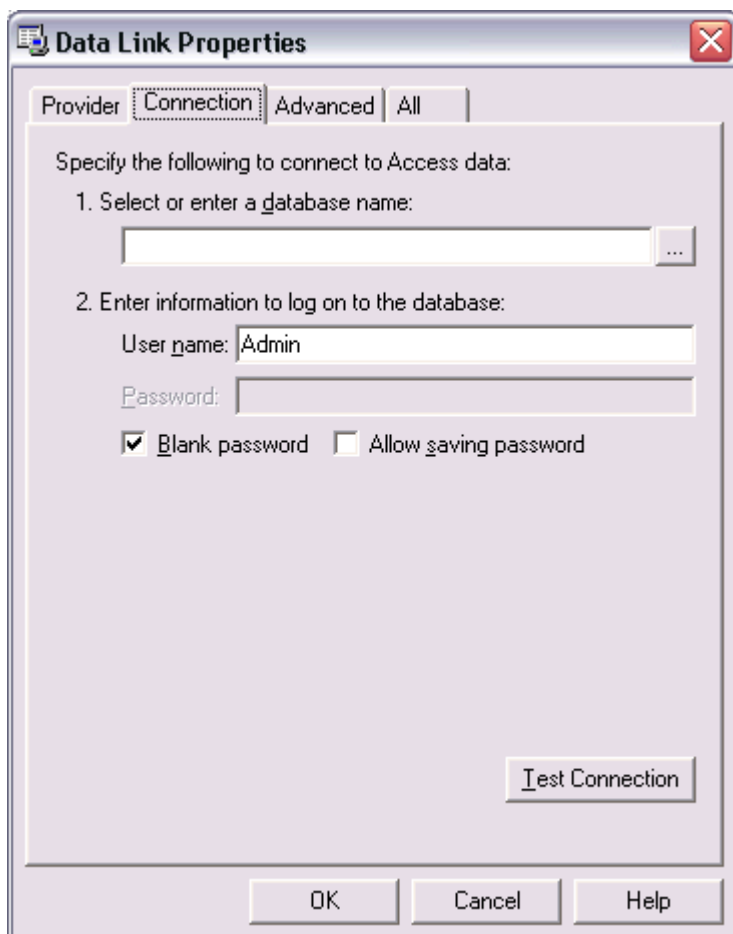 Data Link Properties
Provider Connection Advanced All
Specify the following to connect to Access data:
1. Select or enter a database name:
...
2. Enter information to log on to the database:
User name: Admin
Password:
Blank password Allow saving password
Test Connection
OK Cancel Help